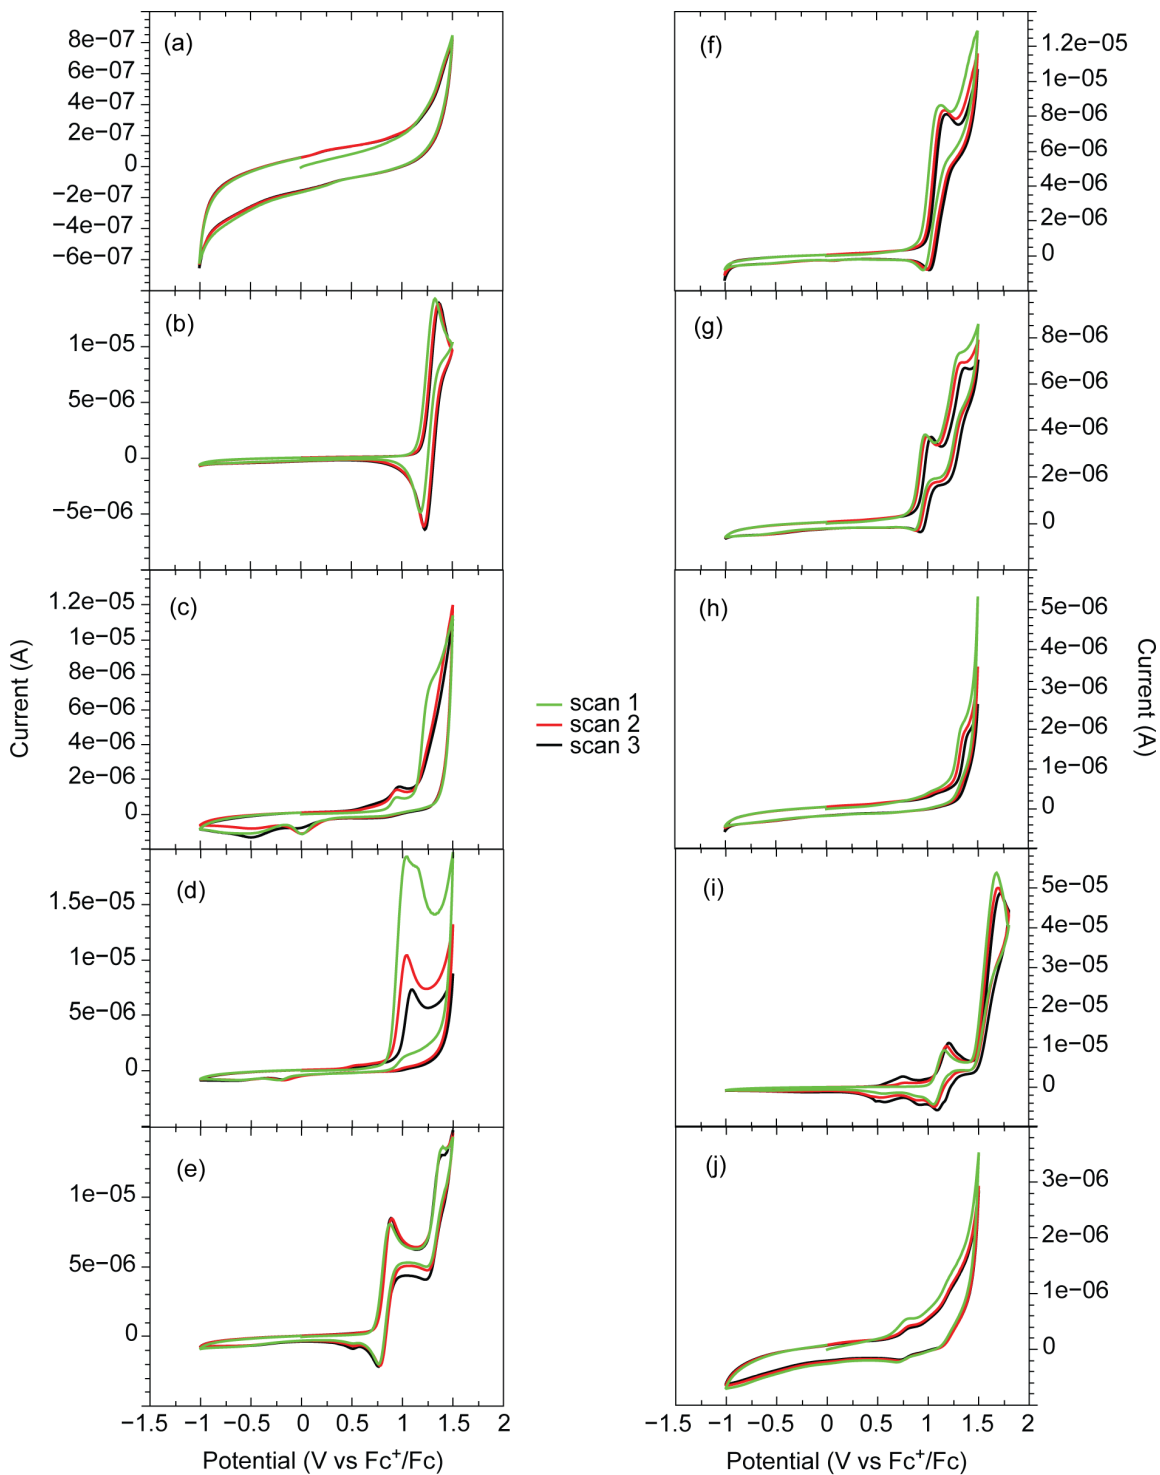 (a)
8e−07
6e−07
4e−07
2e−07
0
−2e−07
−4e−07
−6e−07
(b)
1e−05
5e−06
0
−5e−06
(c)
1.2e−05
1e−05
8e−06
6e−06
4e−06
2e−06
0
(d)
1.5e−05
1e−05
5e−06
0
(e)
1e−05
5e−06
0
−1.5 −1 −0.5 0 0.5 1 1.5 2
Potential (V vs Fc⁺/Fc)
Current (A)
scan 1
scan 2
scan 3
(f)
1.2e−05
1e−05
8e−06
6e−06
4e−06
2e−06
0
(g)
8e−06
6e−06
4e−06
2e−06
0
(h)
5e−06
4e−06
3e−06
2e−06
1e−06
0
(i)
5e−05
4e−05
3e−05
2e−05
1e−05
0
(j)
3e−06
2e−06
1e−06
0
−1.5 −1 −0.5 0 0.5 1 1.5 2
Potential (V vs Fc⁺/Fc)
Current (A)